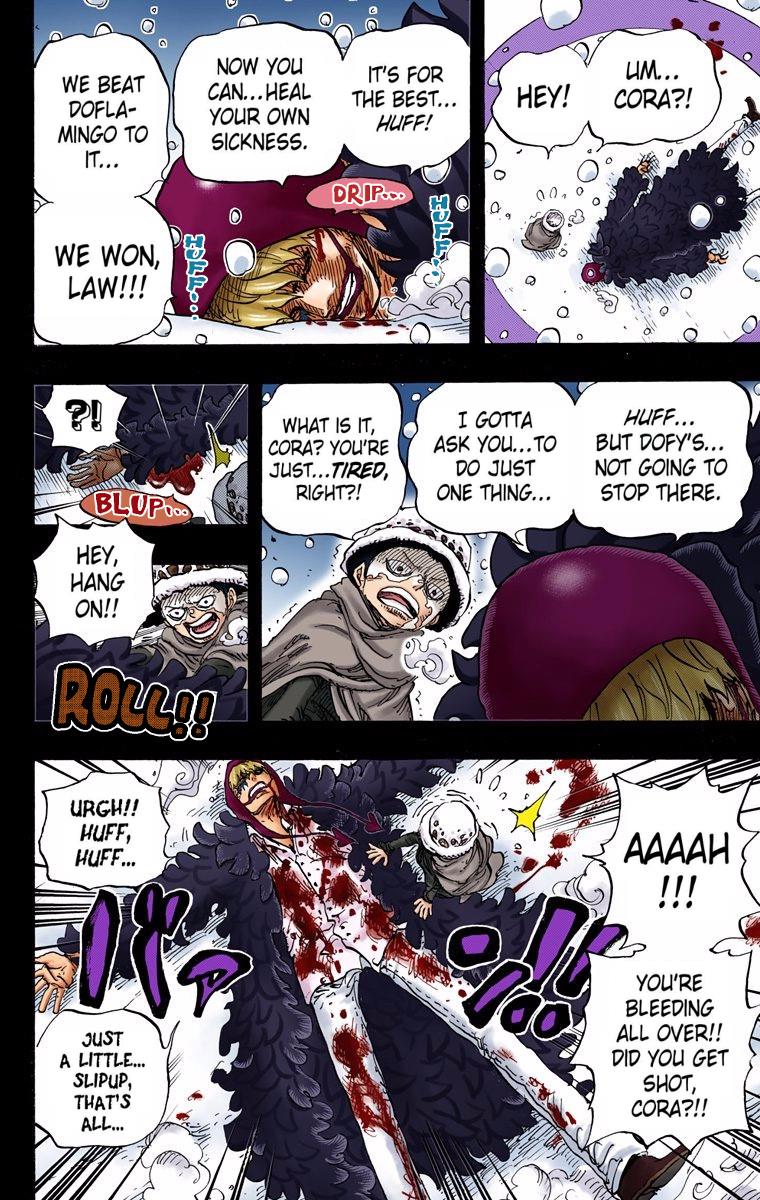 UM...
CORA?!
HEY!
IT'S FOR
THE BEST...
HUFF!
NOW YOU
CAN...HEAL
YOUR OWN
SICKNESS.
WE BEAT
DOFLA-
MINGO TO
IT...
WE WON,
LAW!!!
DRIP...
HUFF...
HUFF...
HUFF...
BUT DOFY'S...
NOT GOING TO
STOP THERE.
I GOTTA
ASK YOU...TO
DO JUST
ONE THING...
WHAT IS IT,
CORA? YOU'RE
JUST...TIRED,
RIGHT?!
?!
BLUP...
HEY,
HANG
ON!!
ROLL!!
AAAAH
!!!
YOU'RE
BLEEDING
ALL OVER!!
DID YOU GET
SHOT,
CORA?!!
URGH!!
HUFF,
HUFF...
JUST
A LITTLE...
SLIPUP,
THAT'S
ALL...